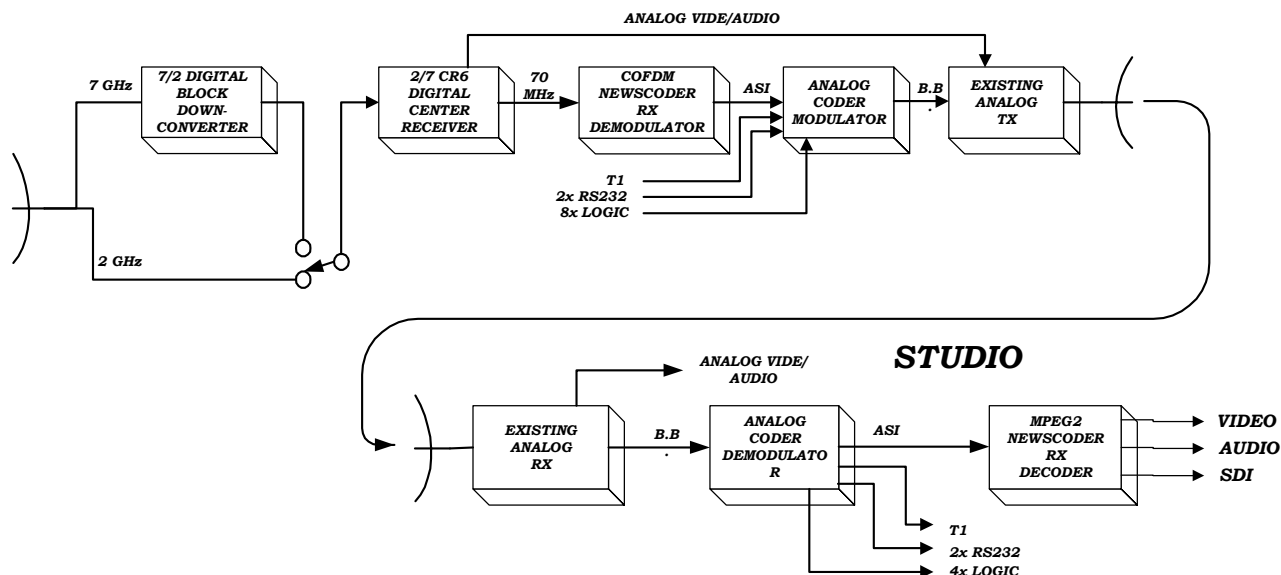 ANALOG VIDE/AUDIO
7 GHz
7/2 DIGITAL
BLOCK
DOWN-
CONVERTER
2/7 CR6
DIGITAL
CENTER
RECEIVER
70
MHz
COFDM
NEWSCODER
RX
DEMODULATOR
ASI
ANALOG
CODER
MODULATOR
B.B
.
EXISTING
ANALOG
TX
T1
2x RS232
8x LOGIC
2 GHz
STUDIO
ANALOG VIDE/
AUDIO
EXISTING
ANALOG
RX
B.B
.
ANALOG
CODER
DEMODULATO
R
ASI
MPEG2
NEWSCODER
RX
DECODER
VIDEO
AUDIO
SDI
T1
2x RS232
4x LOGIC